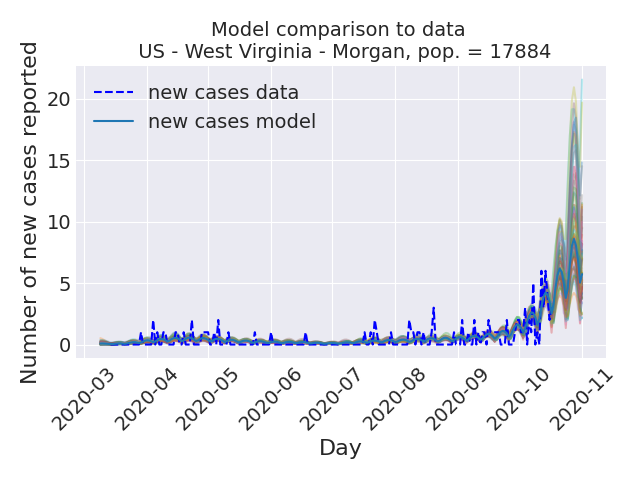 Model comparison to data
US - West Virginia - Morgan, pop. = 17884
Number of new cases reported
20
15
10
5
0
new cases data
new cases model
2020-03
2020-04
2020-05
2020-06
2020-07
2020-08
2020-09
2020-10
2020-11
Day